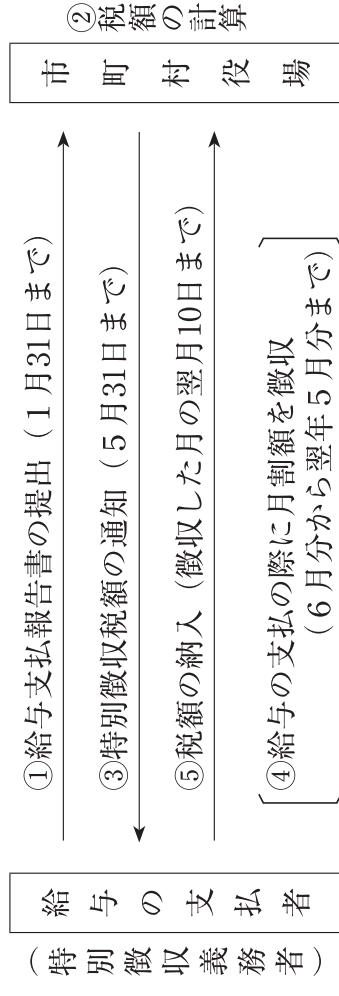 (特別徴収義務者)
給与の支払者
①給与支払報告書の提出(1月31日まで)
③特別徴収税額の通知(5月31日まで)
⑤税額の納入(徴収した月の翌月10日まで)
④給与の支払の際に月割額を徴収
(6月分から翌年5月分まで)
市町村役場
②税額の計算